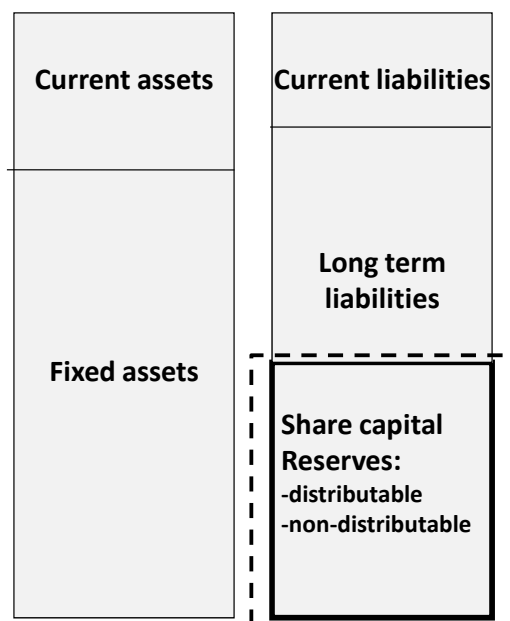 Current assets
Current liabilities
Long term
liabilities
Fixed assets
Share capital
Reserves:
-distributable
-non-distributable